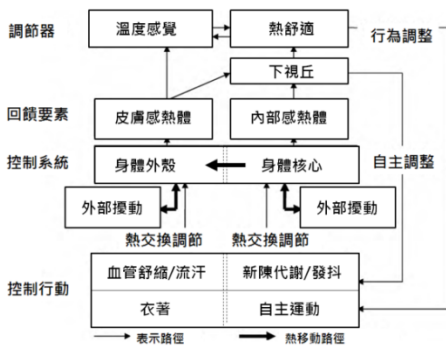 調節器
溫度感覺
熱舒適
行為調整
下視丘
回饋要素
皮膚感熱體
內部感熱體
控制系統
身體外殼
身體核心
自主調整
外部擾動
外部擾動
熱交換調節
熱交換調節
控制行動
血管舒縮/流汗
新陳代謝/發抖
衣著
自主運動
表示路徑
熱移動路徑